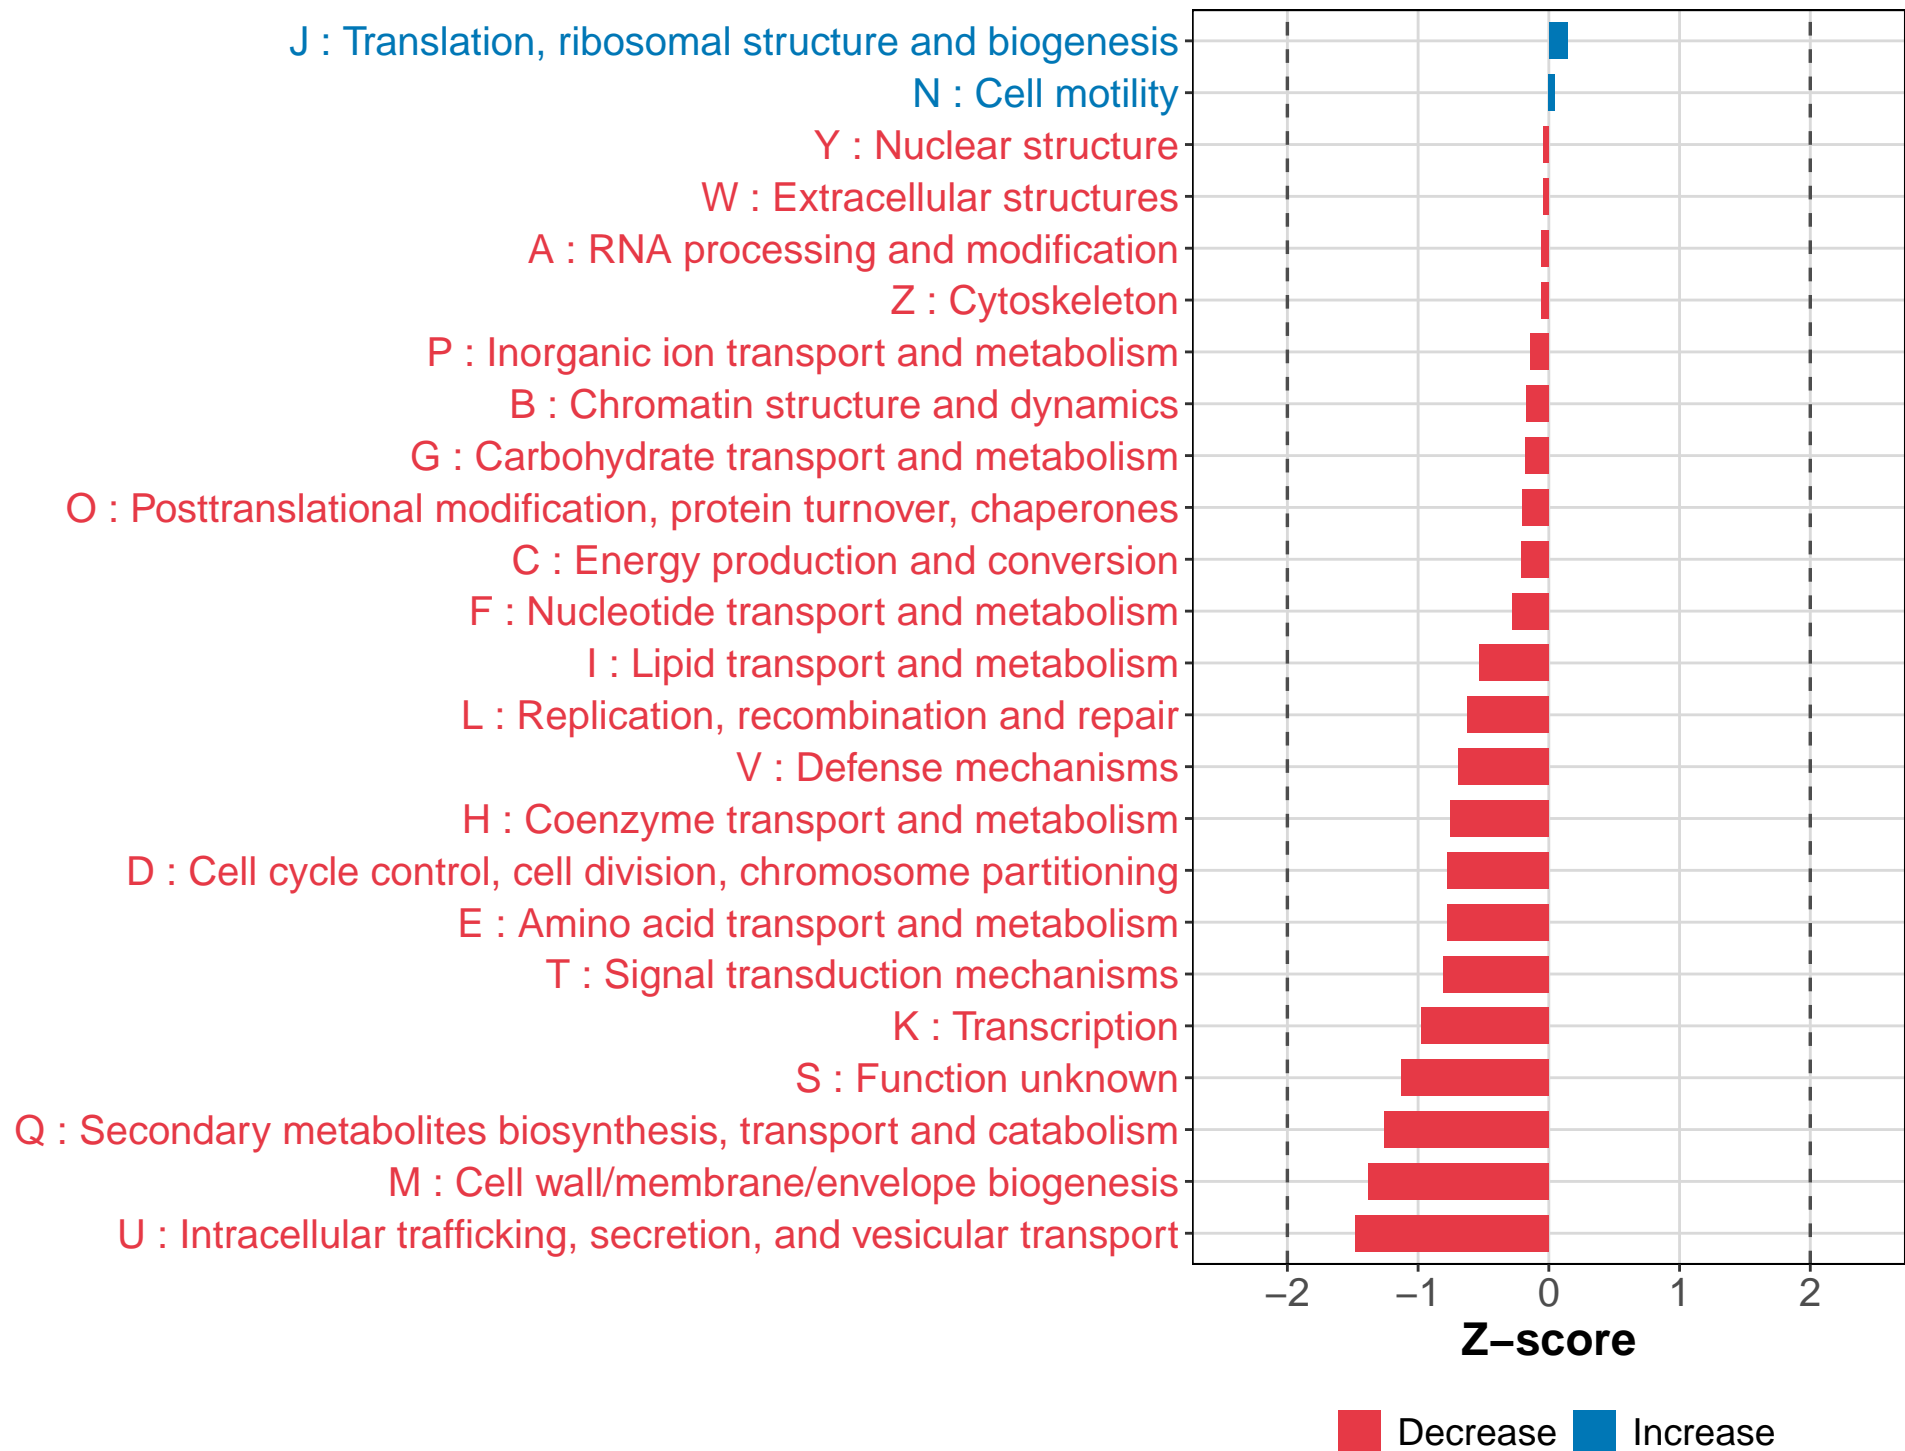 J : Translation, ribosomal structure and biogenesis
N : Cell motility
Y : Nuclear structure
W : Extracellular structures
A : RNA processing and modification
Z : Cytoskeleton
P : Inorganic ion transport and metabolism
B : Chromatin structure and dynamics
G : Carbohydrate transport and metabolism
O : Posttranslational modification, protein turnover, chaperones
C : Energy production and conversion
F : Nucleotide transport and metabolism
I : Lipid transport and metabolism
L : Replication, recombination and repair
V : Defense mechanisms
H : Coenzyme transport and metabolism
D : Cell cycle control, cell division, chromosome partitioning
E : Amino acid transport and metabolism
T : Signal transduction mechanisms
K : Transcription
S : Function unknown
Q : Secondary metabolites biosynthesis, transport and catabolism
M : Cell wall/membrane/envelope biogenesis
U : Intracellular trafficking, secretion, and vesicular transport
−2 −1 0 1 2
Z−score
Decrease Increase